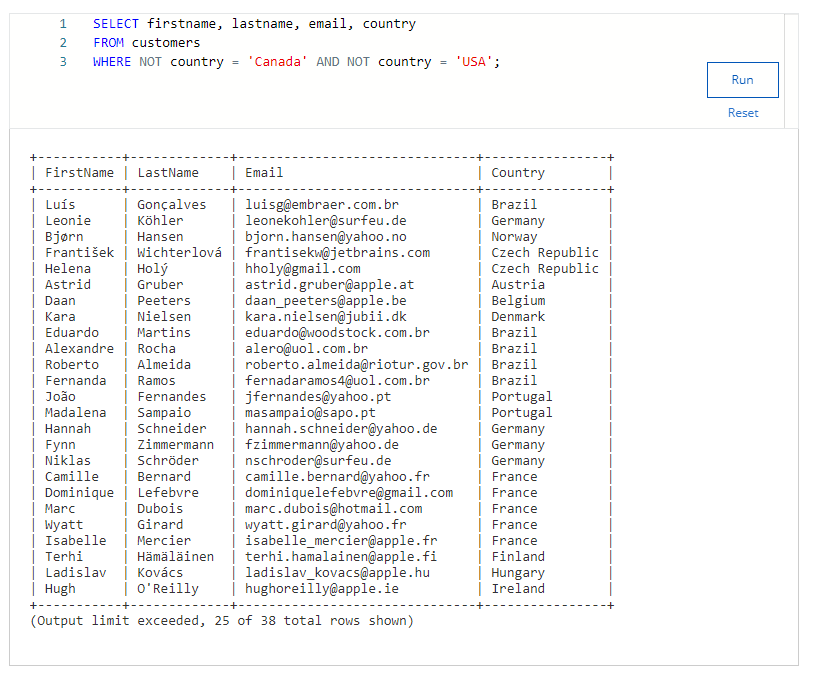 1 SELECT firstname, lastname, email, country
2 FROM customers
3 WHERE NOT country = 'Canada' AND NOT country = 'USA';
Run
Reset
+-----------+-------------+-----------------------------+----------------+
| FirstName | LastName | Email | Country |
+-----------+-------------+-----------------------------+----------------+
| Luís | Gonçalves | luisg@embraer.com.br | Brazil |
| Leonie | Köhler | leonekohler@surfeu.de | Germany |
| Bjørn | Hansen | bjorn.hansen@yahoo.no | Norway |
| František | Wichterlová | frantisekw@jetbrains.com | Czech Republic |
| Helena | Holý | hholy@gmail.com | Czech Republic |
| Astrid | Gruber | astrid.gruber@apple.at | Austria |
| Daan | Peeters | daan_peeters@apple.be | Belgium |
| Kara | Nielsen | kara.nielsen@jubii.dk | Denmark |
| Eduardo | Martins | eduardo@woodstock.com.br | Brazil |
| Alexandre | Rocha | alero@uol.com.br | Brazil |
| Roberto | Almeida | roberto.almeida@riotur.gov.br | Brazil |
| Fernanda | Ramos | fernadaramos4@uol.com.br | Brazil |
| João | Fernandes | jfernandes@yahoo.pt | Portugal |
| Madalena | Sampaio | masampaio@sapo.pt | Portugal |
| Hannah | Schneider | hannah.schneider@yahoo.de | Germany |
| Fynn | Zimmermann | fzimmermann@yahoo.de | Germany |
| Niklas | Schröder | nschroder@surfeu.de | Germany |
| Camille | Bernard | camille.bernard@yahoo.fr | France |
| Dominique | Lefebvre | dominiquelefebvre@gmail.com | France |
| Marc | Dubois | marc.dubois@hotmail.com | France |
| Wyatt | Girard | wyatt.girard@yahoo.fr | France |
| Isabelle | Mercier | isabelle_mercier@apple.fr | France |
| Terhi | Hämäläinen | terhi.hamalainen@apple.fi | Finland |
| Ladislav | Kovács | ladislav_kovacs@apple.hu | Hungary |
| Hugh | O'Reilly | hughoreilly@apple.ie | Ireland |
+-----------+-------------+-----------------------------+----------------+
(Output limit exceeded, 25 of 38 total rows shown)